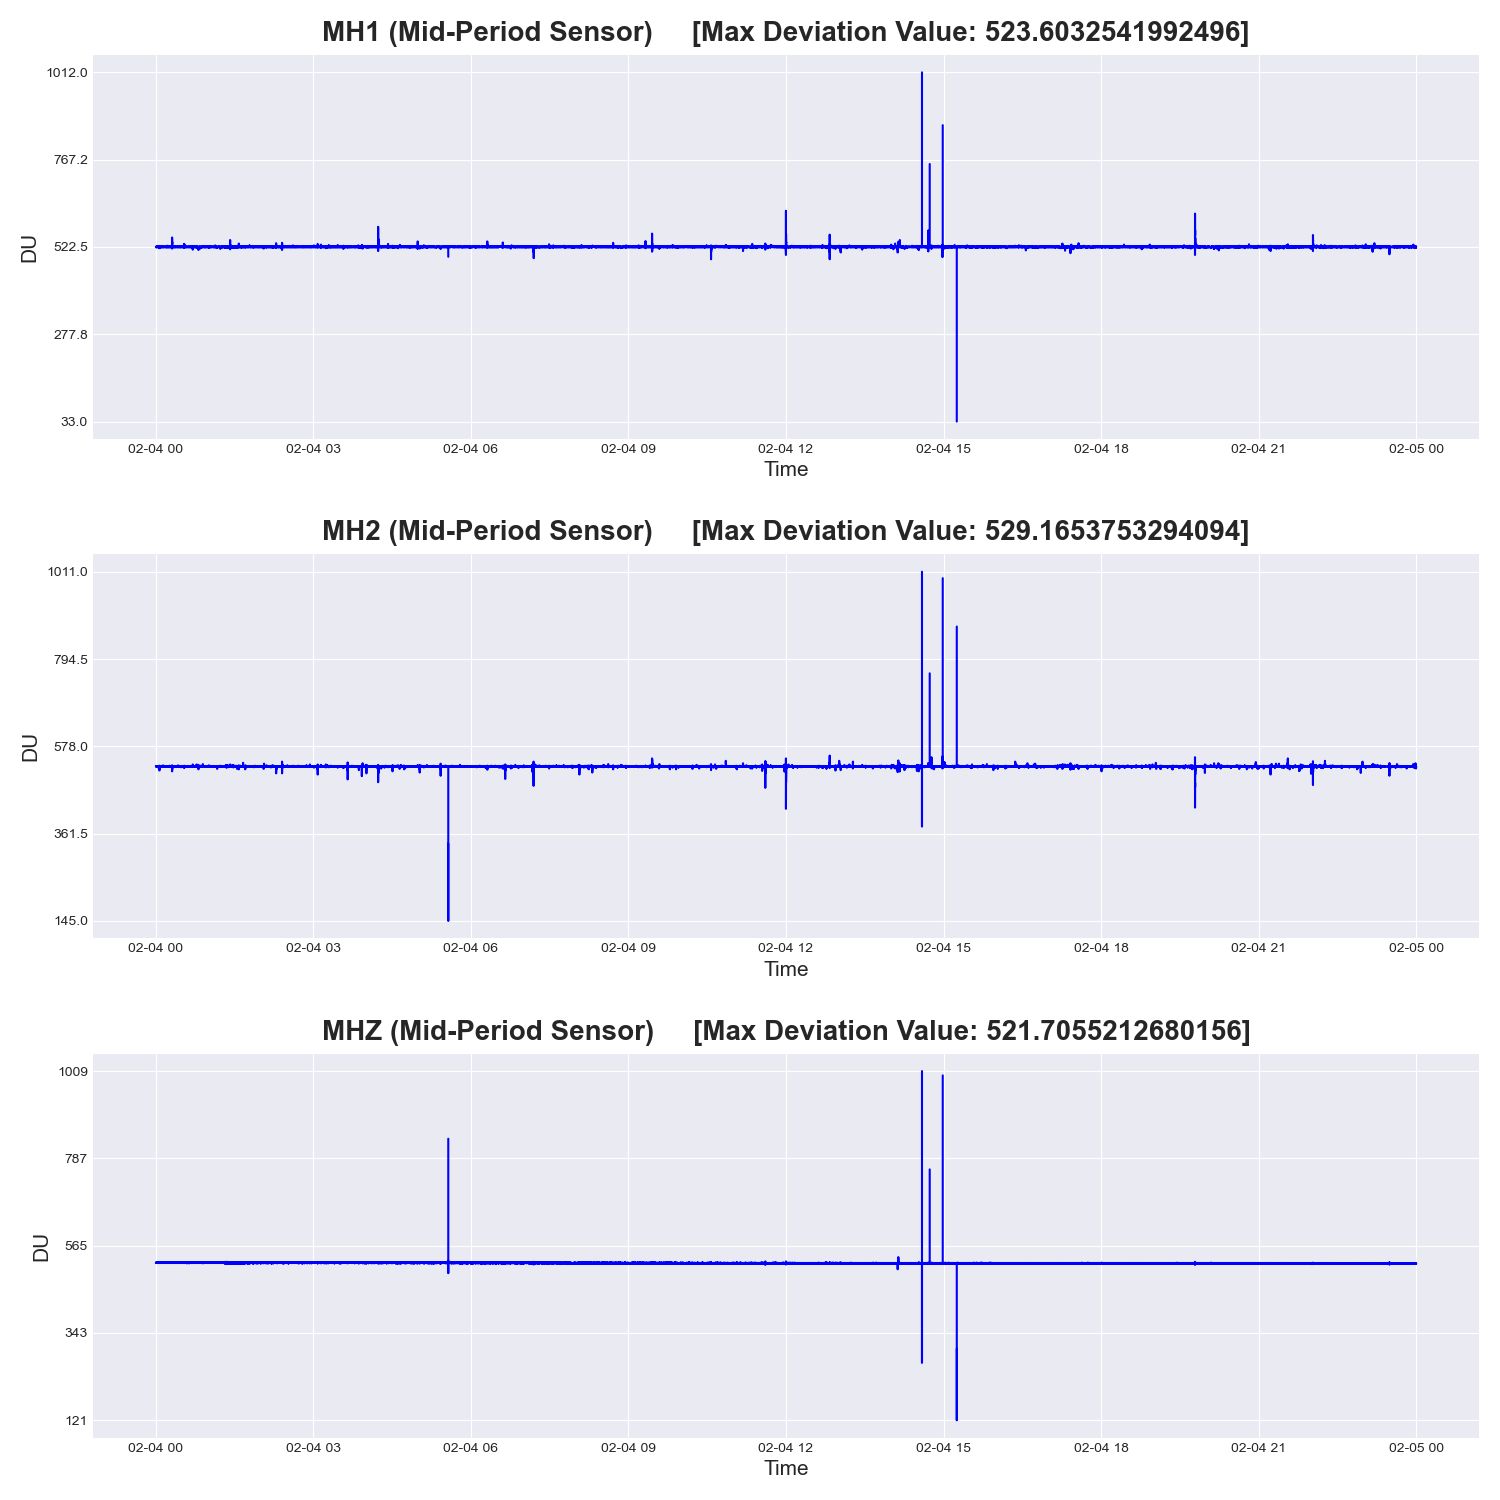 MH1 (Mid-Period Sensor) [Max Deviation Value: 523.6032541992496]
1012.0
767.2
522.5
277.8
33.0
DU
02-04 00 02-04 03 02-04 06 02-04 09 02-04 12 02-04 15 02-04 18 02-04 21 02-05 00
Time
MH2 (Mid-Period Sensor) [Max Deviation Value: 529.1653753294094]
1011.0
794.5
578.0
361.5
145.0
DU
02-04 00 02-04 03 02-04 06 02-04 09 02-04 12 02-04 15 02-04 18 02-04 21 02-05 00
Time
MHZ (Mid-Period Sensor) [Max Deviation Value: 521.7055212680156]
1009
787
565
343
121
DU
02-04 00 02-04 03 02-04 06 02-04 09 02-04 12 02-04 15 02-04 18 02-04 21 02-05 00
Time